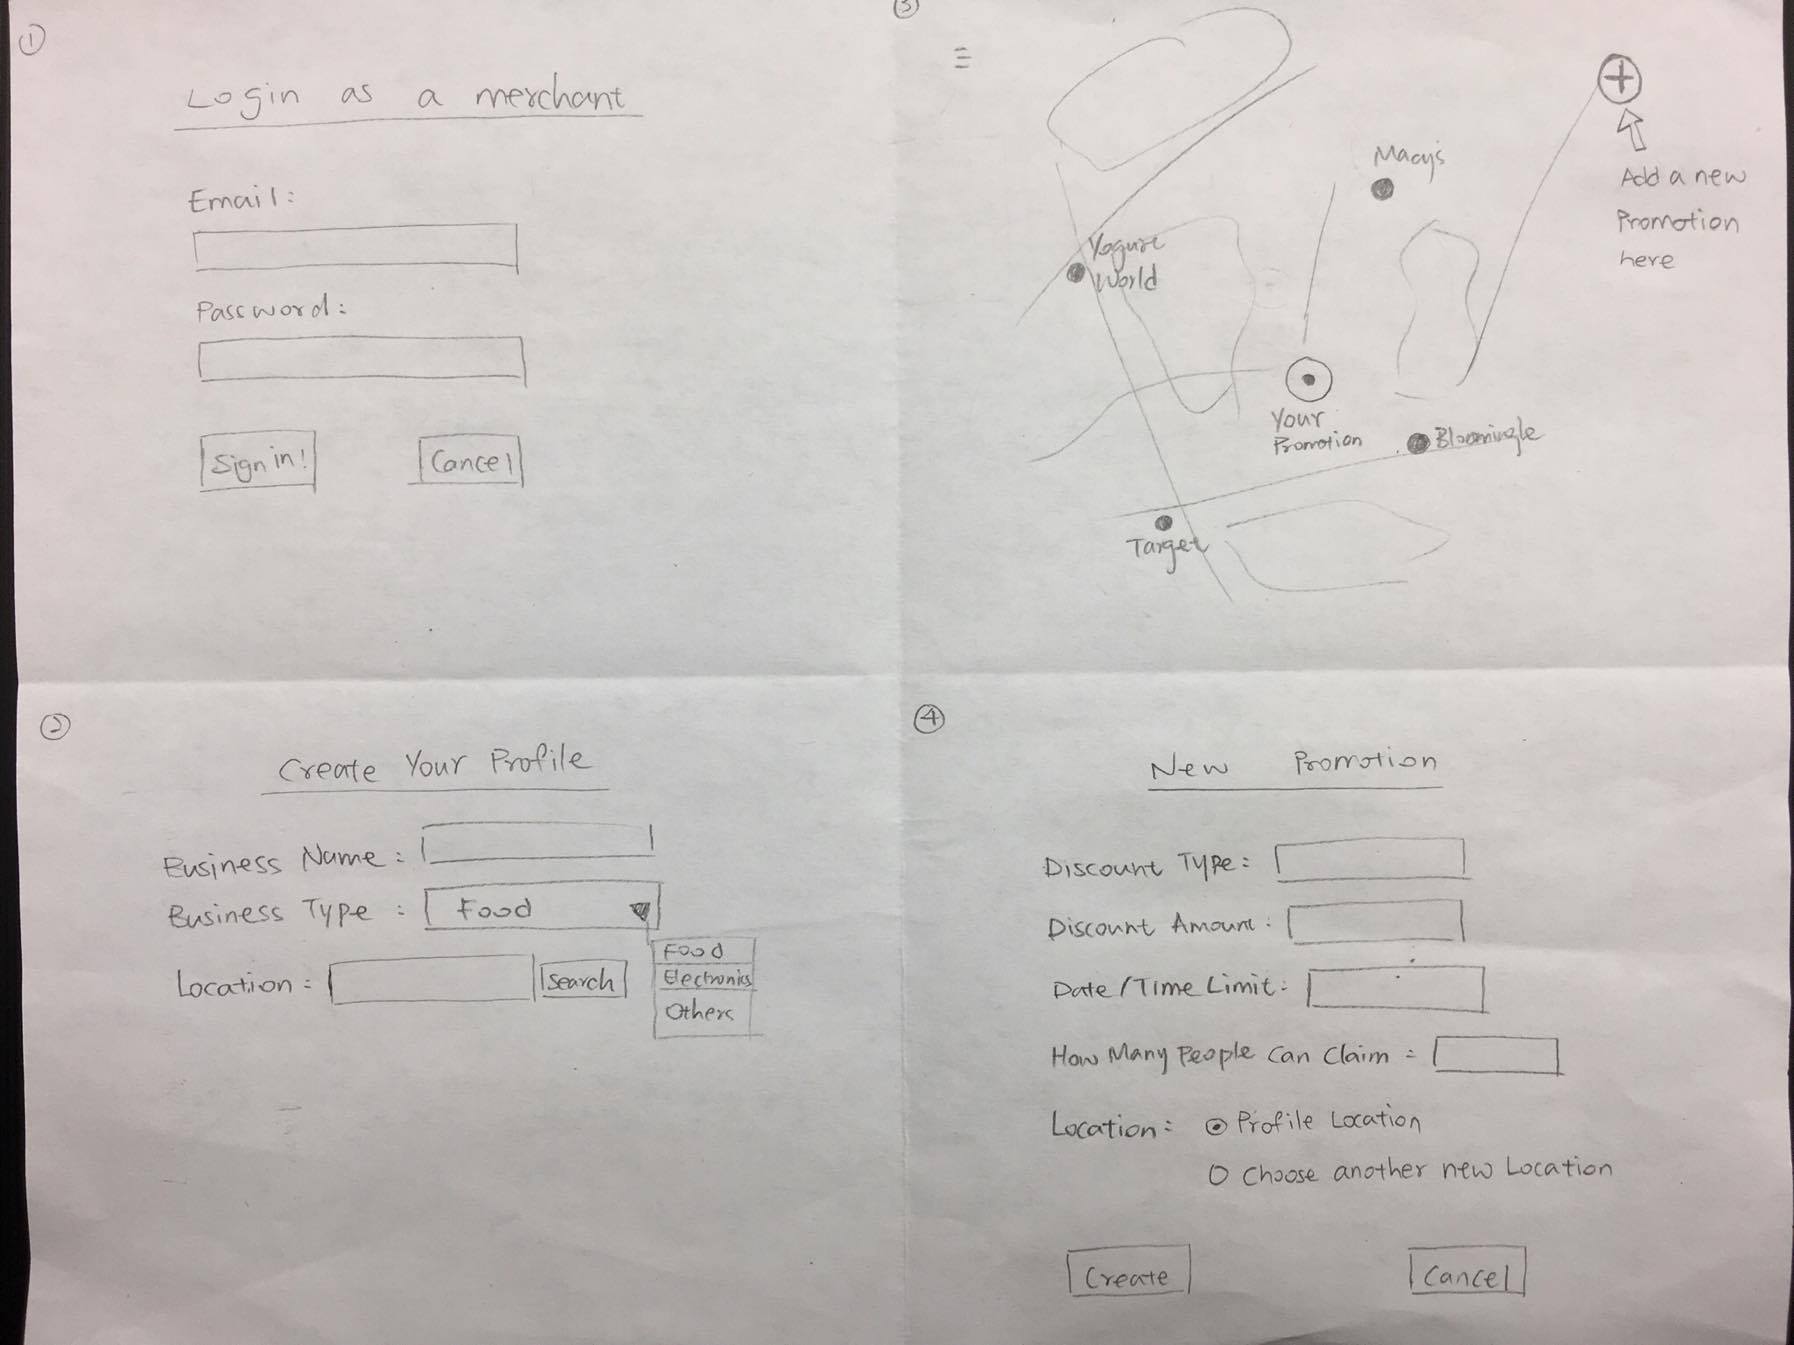 ①
Login as a merchant
Email:
Password:
Sign in!
Cancel
②
Create Your Profile
Business Name:
Business Type: Food
Food
Electronics
Others
Location: Search
③
Macy's
Add a new
Promotion
here
Yogurt
World
Your
Promotion
Bloomingle
Target
④
New Promotion
Discount Type:
Discount Amount:
Date/Time Limit:
How Many People Can Claim:
Location: Profile Location
Choose another new Location
Create
Cancel